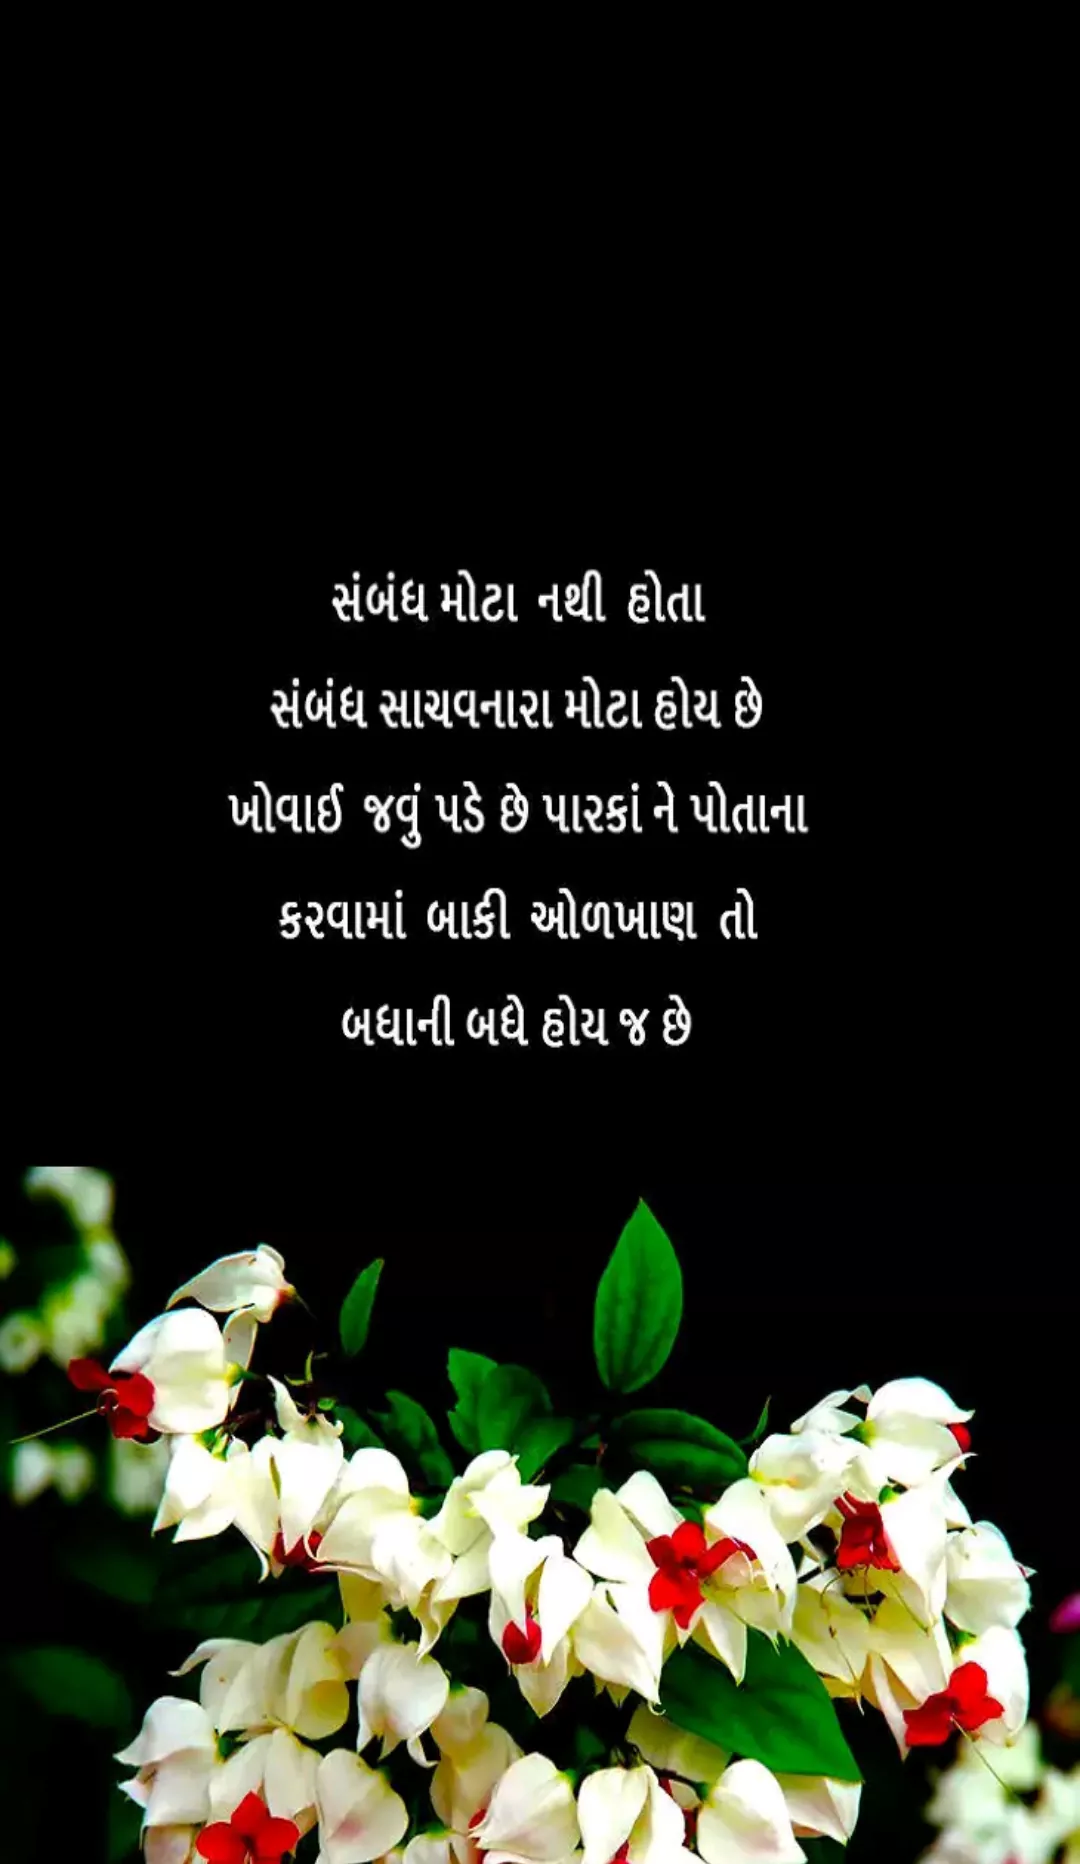 સંબંધ મોટા નથી હોતા
સંબંધ સાચવનારા મોટા હોય છે
ખોવાઈ જવું પડે છે પારકાં ને પોતાના
કરવામાં બાકી ઓળખાણ તો
બધાની બધે હોય જ છે